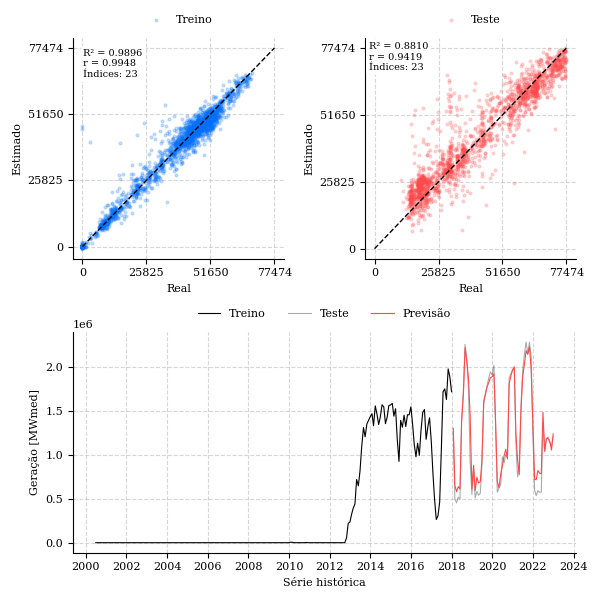 Treino
Teste
R² = 0.9896
r = 0.9948
Índices: 23
R² = 0.8810
r = 0.9419
Índices: 23
77474
51650
25825
0
Estimado
0 25825 51650 77474
Real
77474
51650
25825
0
Estimado
0 25825 51650 77474
Real
Treino Teste Previsão
1e6
2.0
1.5
1.0
0.5
0.0
Geração [MWmed]
2000 2002 2004 2006 2008 2010 2012 2014 2016 2018 2020 2022 2024
Série histórica